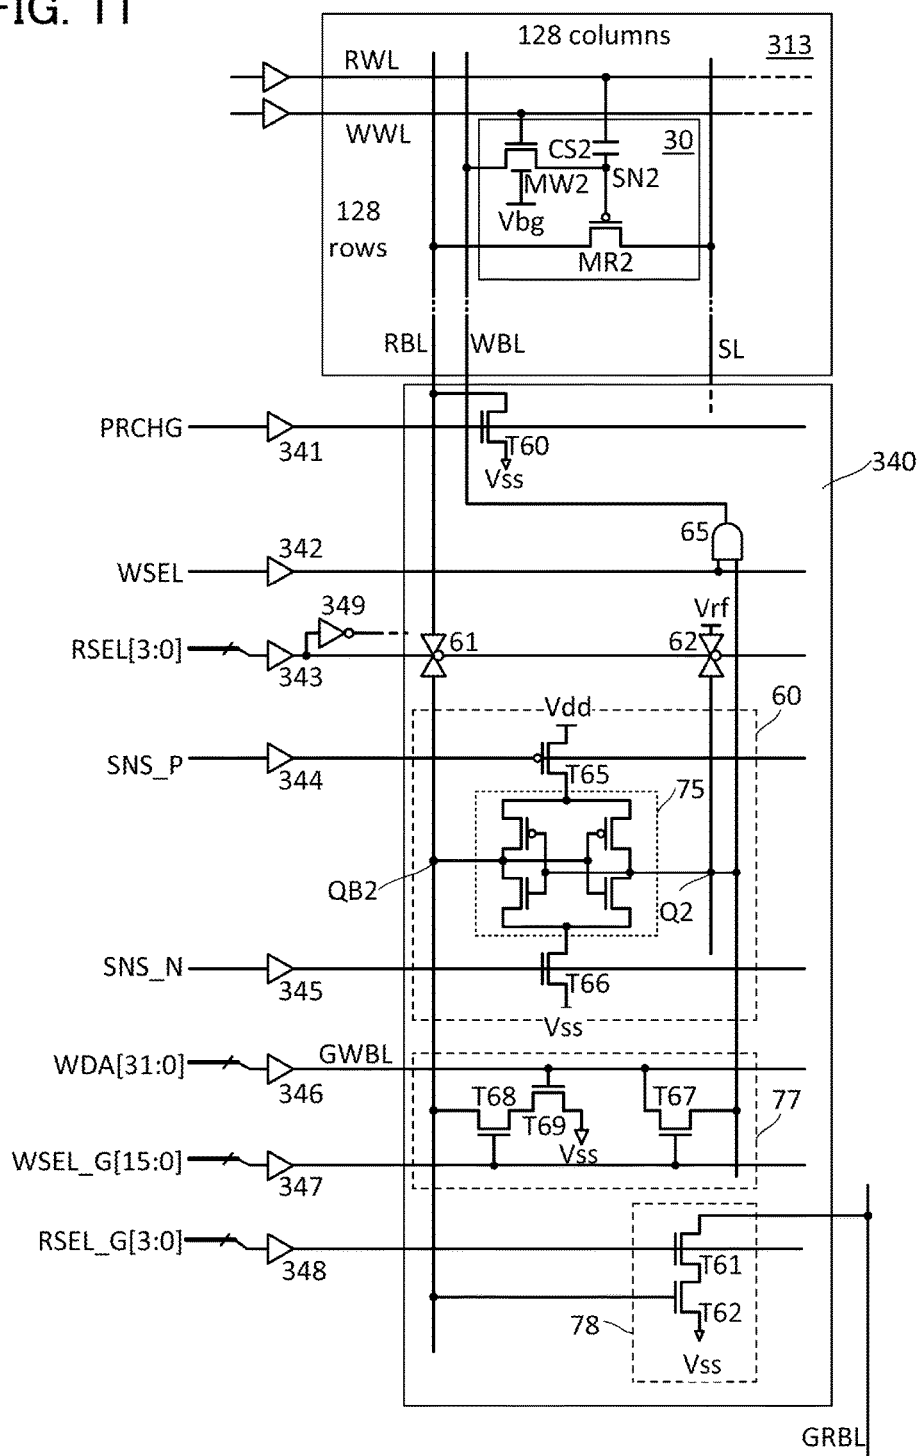 FIG. 11
128 columns
313
RWL
WWL
30
CS2
MW2
SN2
Vbg
128
rows
MR2
RBL
WBL
SL
PRCHG
341
T60
Vss
340
65
342
WSEL
349
Vrf
RSEL[3:0]
61
62
343
60
Vdd
SNS_P
344
T65
75
QB2
Q2
SNS_N
345
T66
Vss
WDA[31:0]
GWBL
346
T68
T67
77
T69
Vss
WSEL_G[15:0]
347
RSEL_G[3:0]
348
T61
T62
78
Vss
GRBL